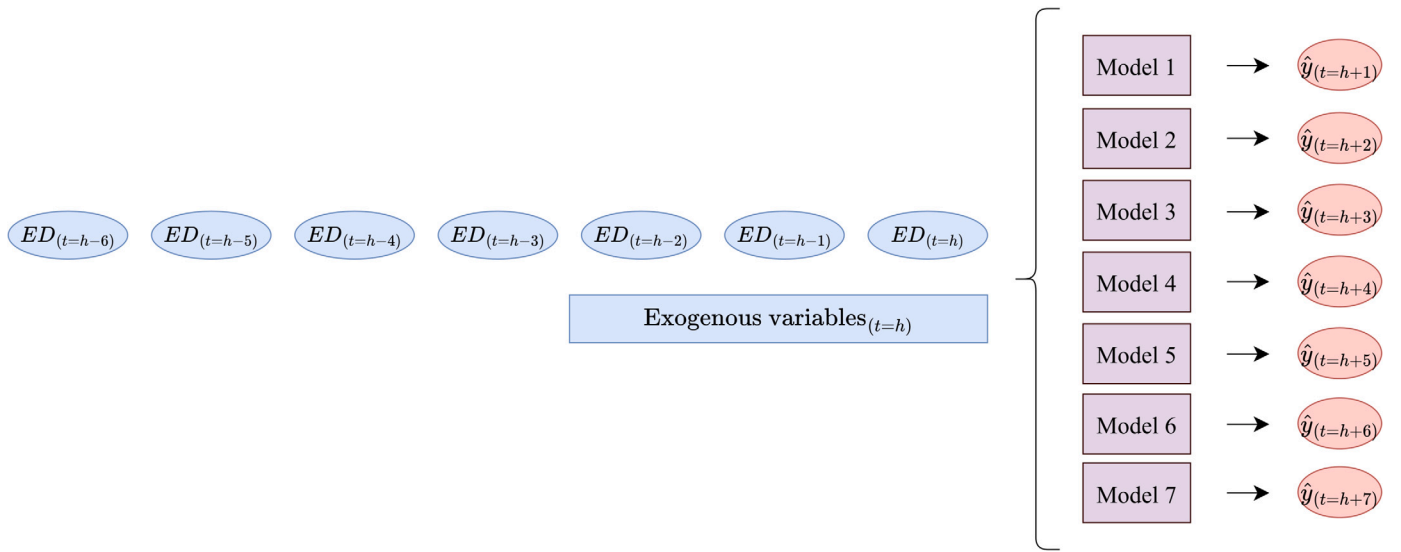 Model 1 ŷ(t=h+1)
Model 2 ŷ(t=h+2)
Model 3 ŷ(t=h+3)
ED(t=h−6) ED(t=h−5) ED(t=h−4) ED(t=h−3) ED(t=h−2) ED(t=h−1) ED(t=h)
Model 4 ŷ(t=h+4)
Exogenous variables(t=h)
Model 5 ŷ(t=h+5)
Model 6 ŷ(t=h+6)
Model 7 ŷ(t=h+7)